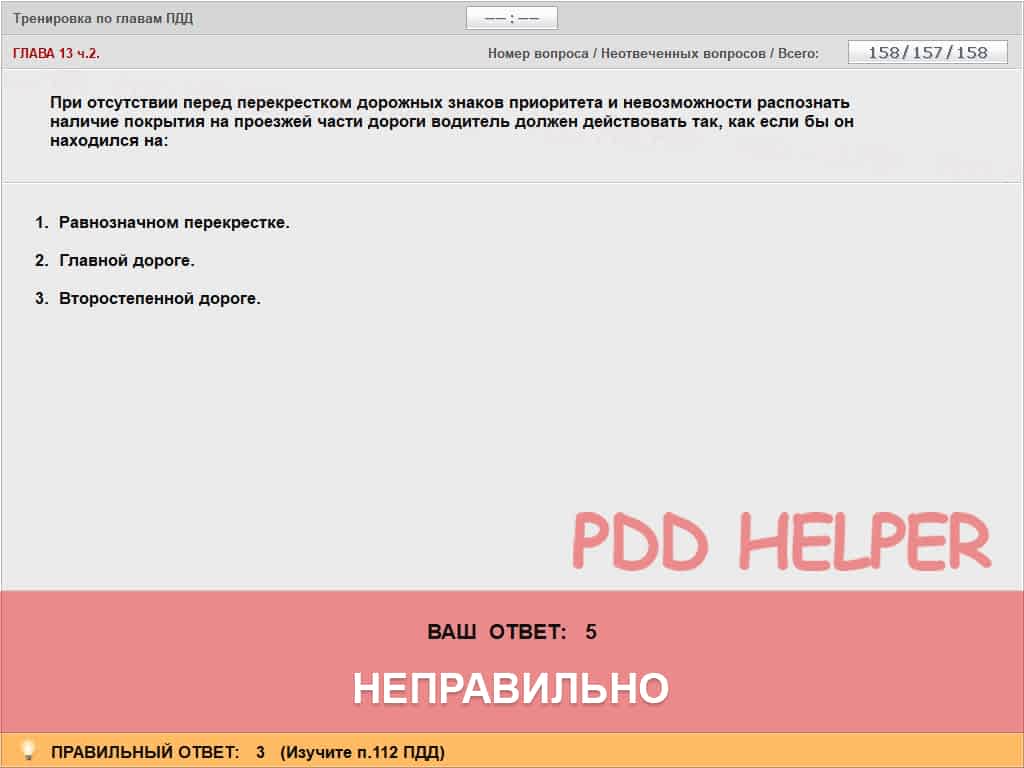 Тренировка по главам ПДД
—— : ——
ГЛАВА 13 ч.2.
Номер вопроса / Неотвеченных вопросов / Всего:
158/157/158
При отсутствии перед перекрестком дорожных знаков приоритета и невозможности распознать
наличие покрытия на проезжей части дороги водитель должен действовать так, как если бы он
находился на:
1. Равнозначном перекрестке.
2. Главной дороге.
3. Второстепенной дороге.
PDD HELPER
ВАШ ОТВЕТ: 5
НЕПРАВИЛЬНО
ПРАВИЛЬНЫЙ ОТВЕТ: 3 (Изучите п.112 ПДД)